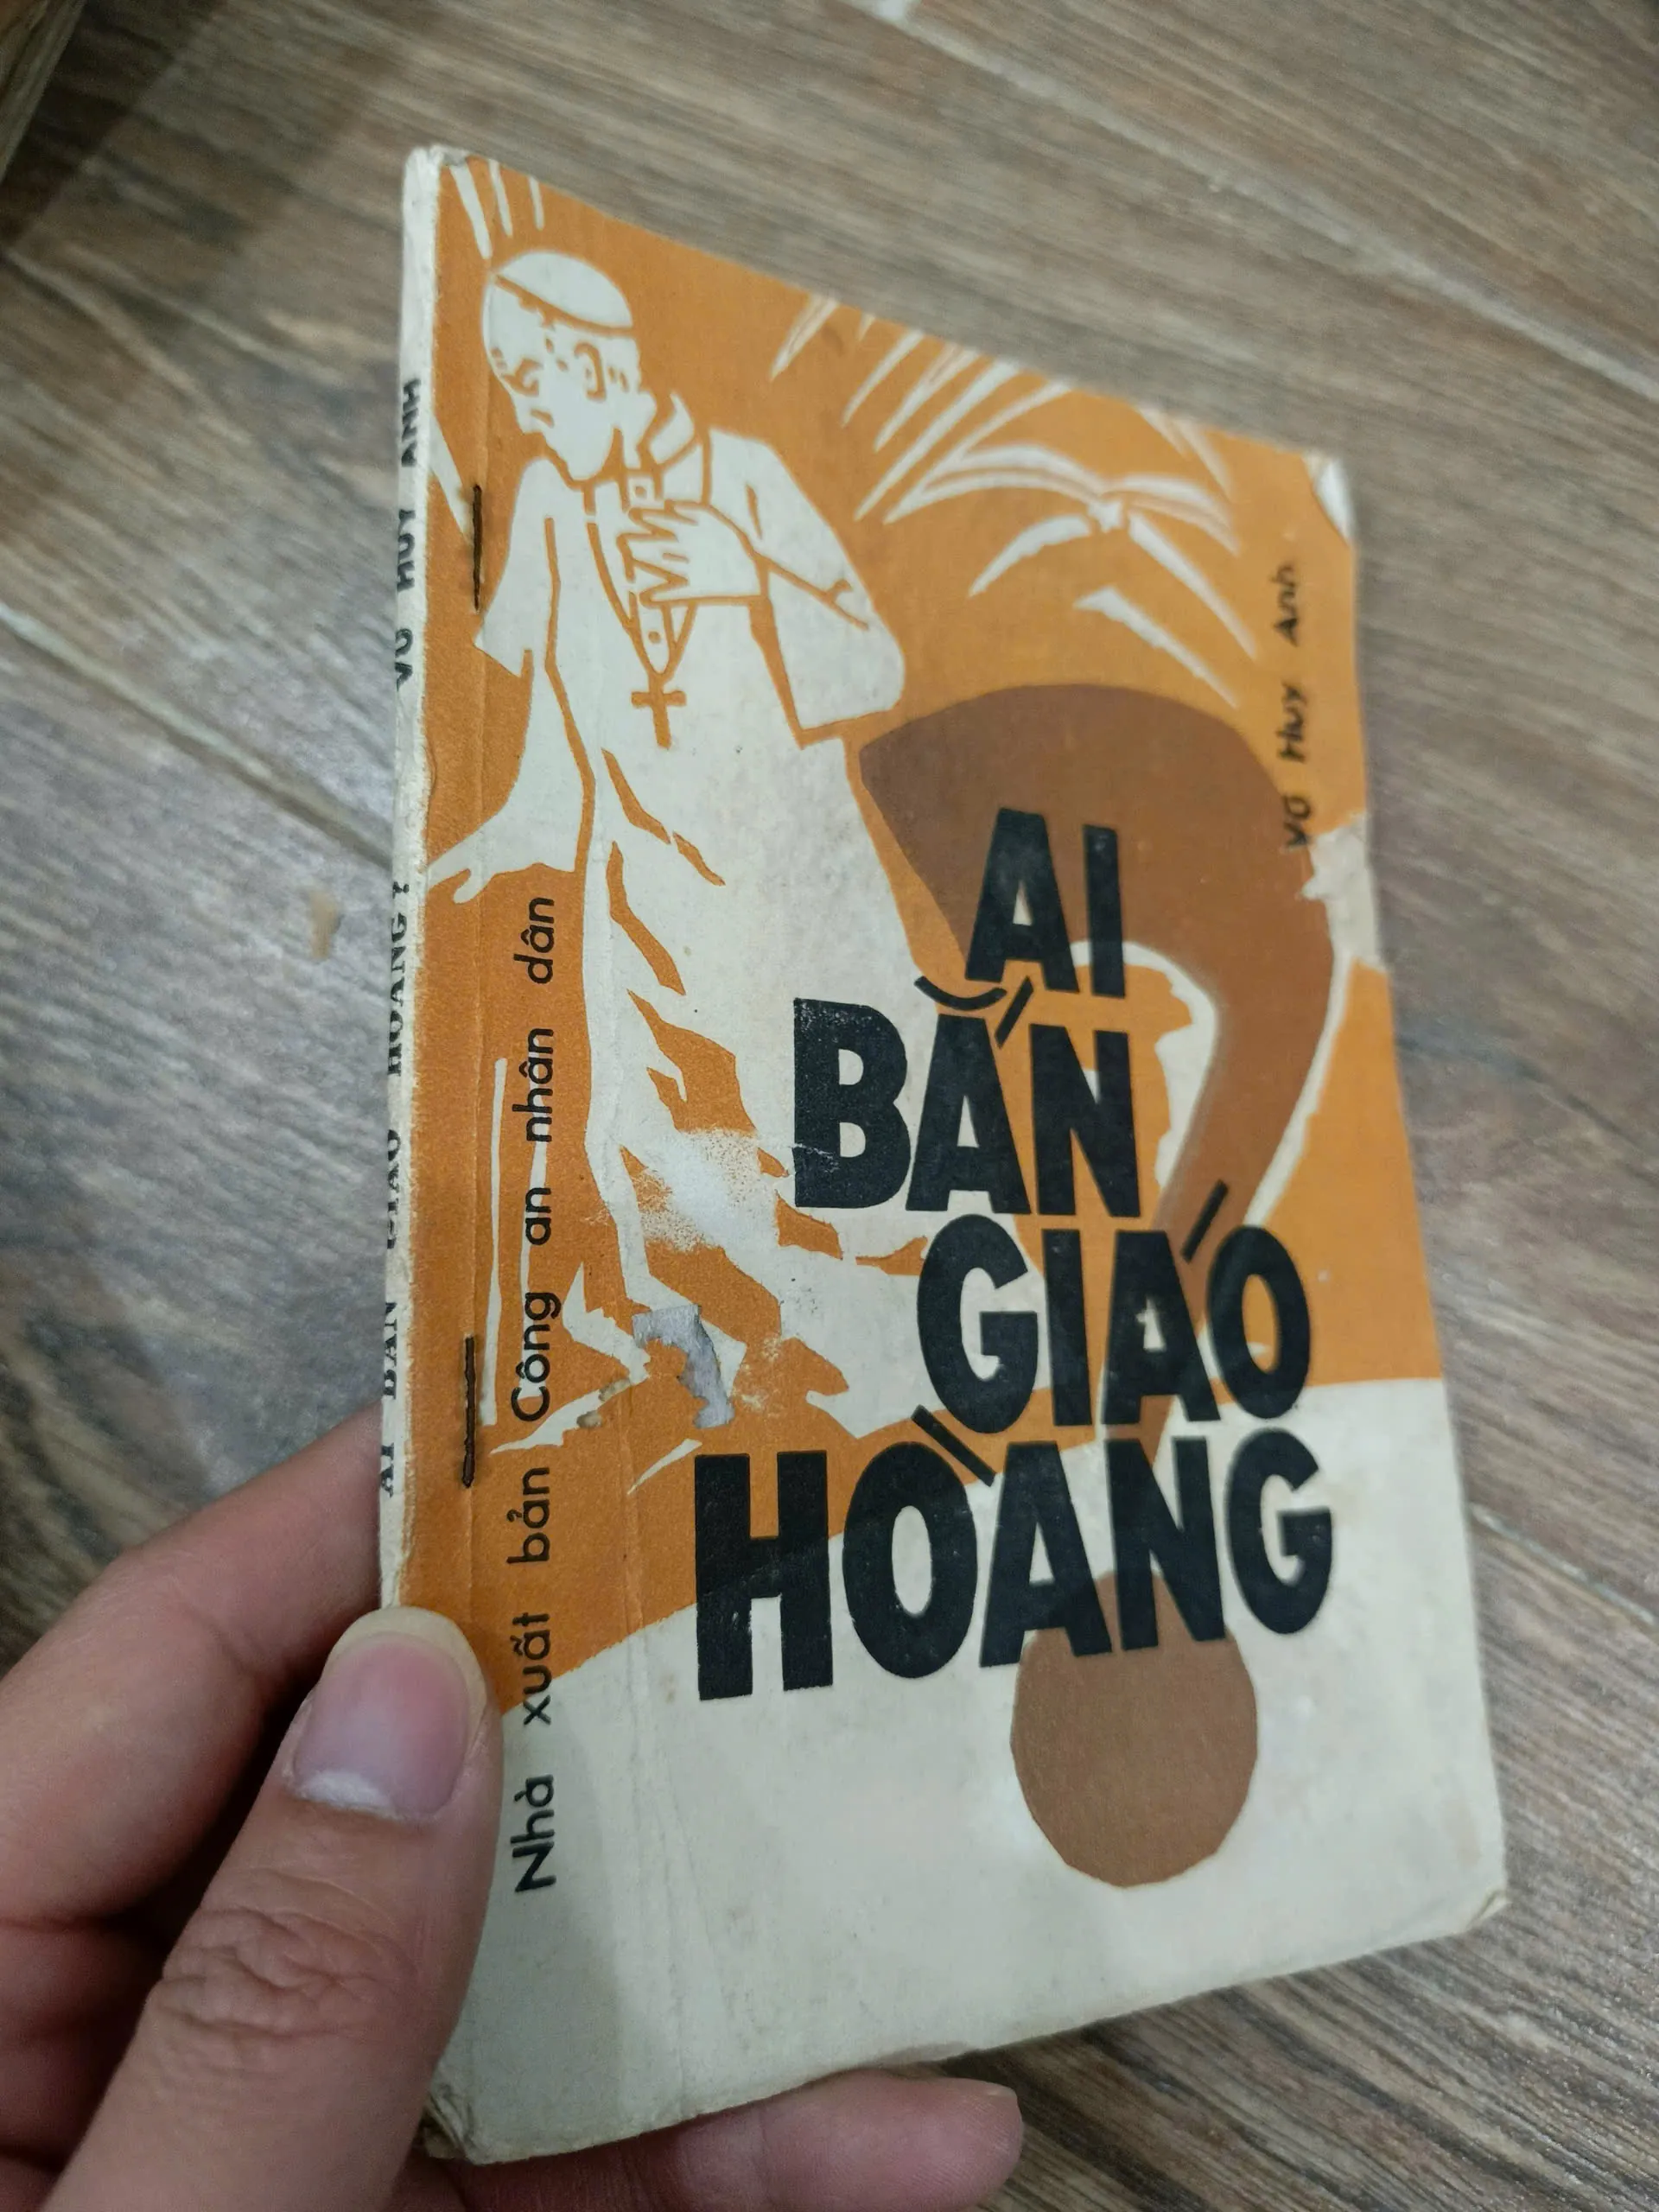 Vũ Huy Anh
AI
BẮN
GIÁO
HOÀNG
Nhà xuất bản Công an nhân dân
AI BẮN GIÁO HOÀNG? VŨ HUY ANH